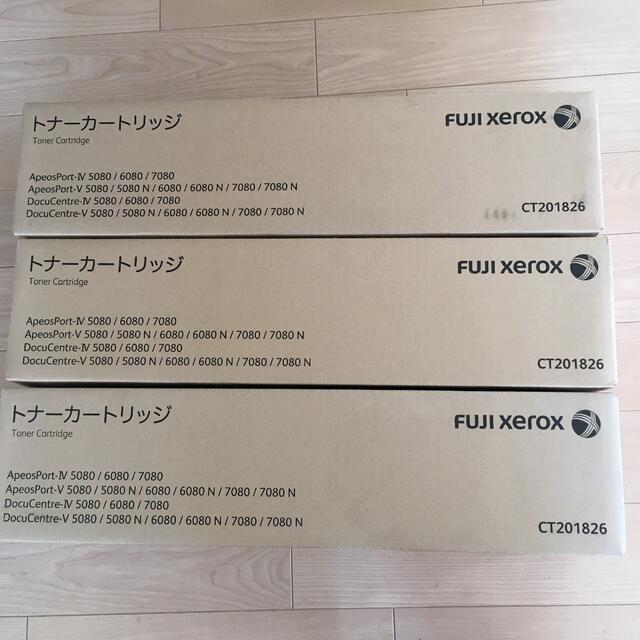 トナーカートリッジ
Toner Cartridge
FUJI xerox
ApeosPort-Ⅳ 5080 / 6080 / 7080
ApeosPort-Ⅴ 5080 / 5080 N / 6080 / 6080 N / 7080 / 7080 N
DocuCentre-Ⅳ 5080 / 6080 / 7080
DocuCentre-Ⅴ 5080 / 5080 N / 6080 / 6080 N / 7080 / 7080 N
CT201826
トナーカートリッジ
Toner Cartridge
FUJI xerox
ApeosPort-Ⅳ 5080 / 6080 / 7080
ApeosPort-Ⅴ 5080 / 5080 N / 6080 / 6080 N / 7080 / 7080 N
DocuCentre-Ⅳ 5080 / 6080 / 7080
DocuCentre-Ⅴ 5080 / 5080 N / 6080 / 6080 N / 7080 / 7080 N
CT201826
トナーカートリッジ
Toner Cartridge
FUJI xerox
ApeosPort-Ⅳ 5080 / 6080 / 7080
ApeosPort-Ⅴ 5080 / 5080 N / 6080 / 6080 N / 7080 / 7080 N
DocuCentre-Ⅳ 5080 / 6080 / 7080
DocuCentre-Ⅴ 5080 / 5080 N / 6080 / 6080 N / 7080 / 7080 N
CT201826